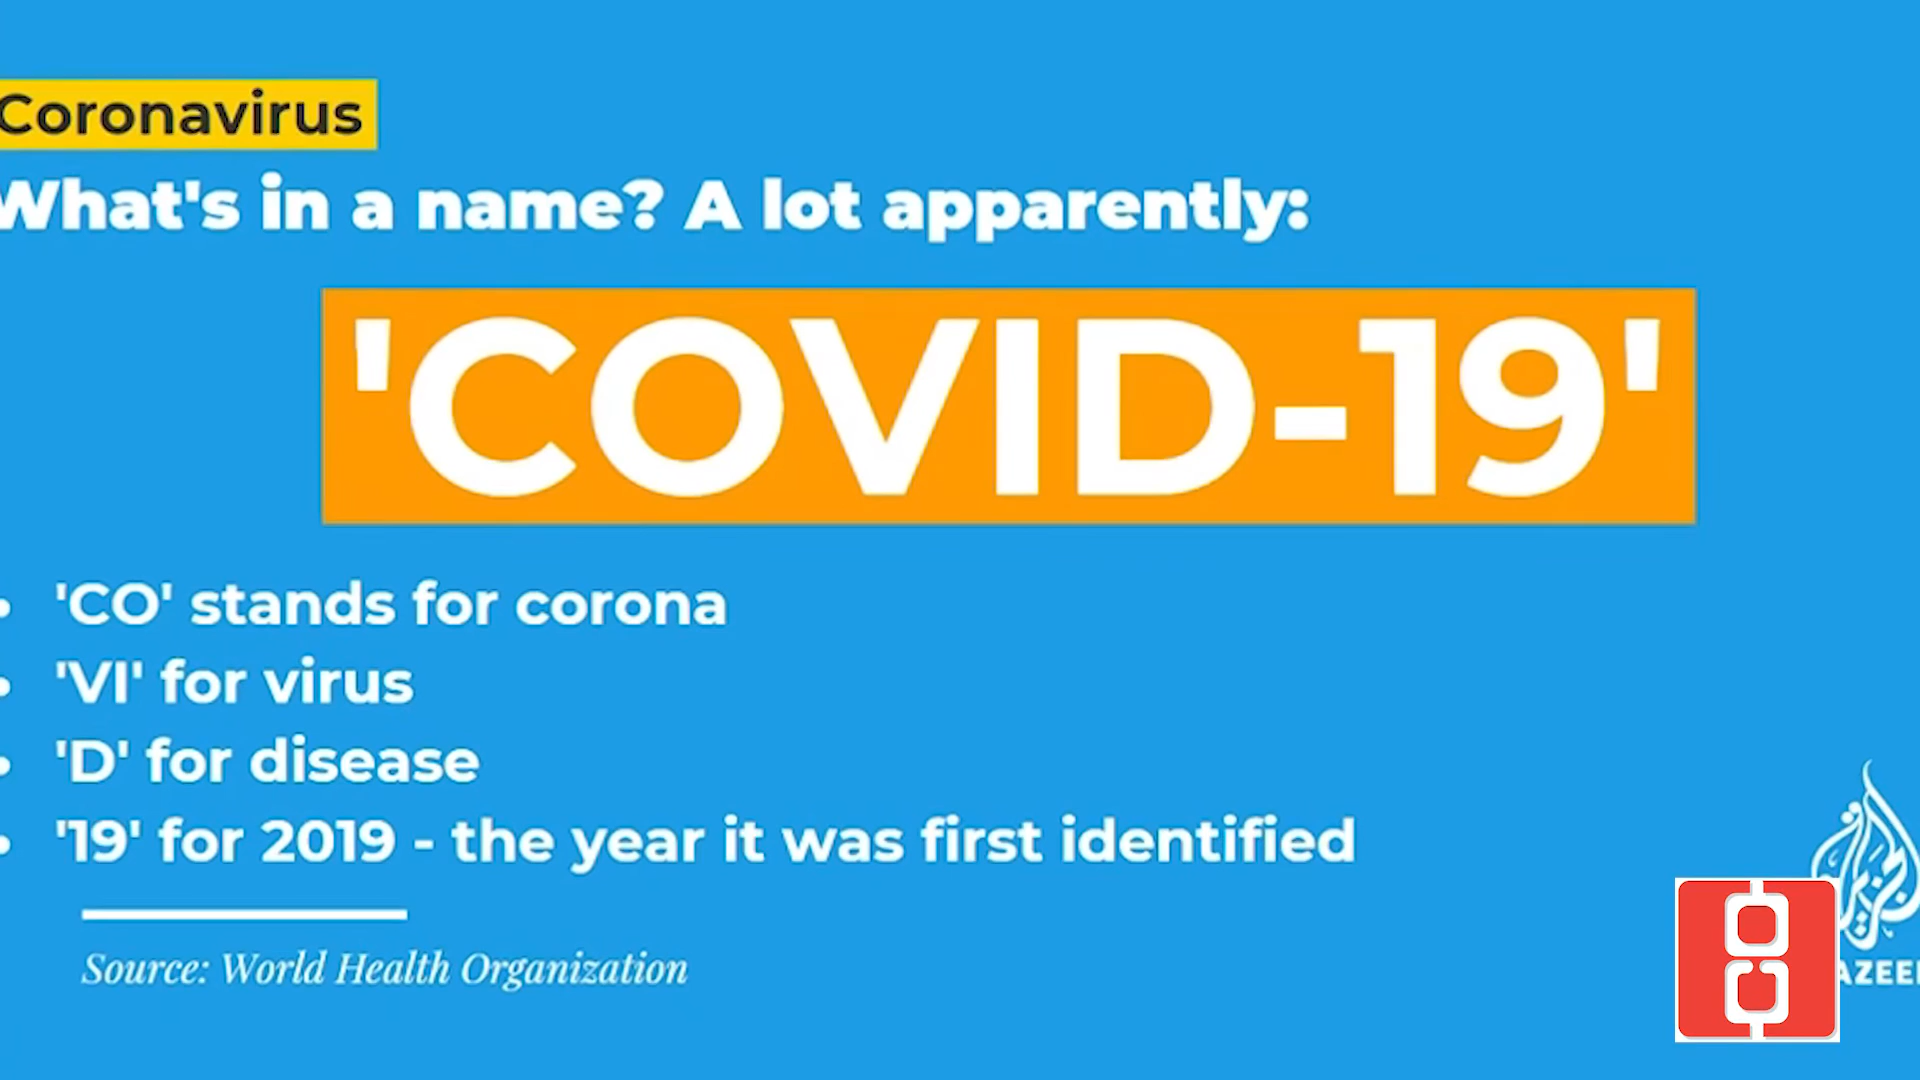 Coronavirus
What's in a name? A lot apparently:
'COVID-19'
• 'CO' stands for corona
• 'VI' for virus
• 'D' for disease
• '19' for 2019 - the year it was first identified
Source: World Health Organization